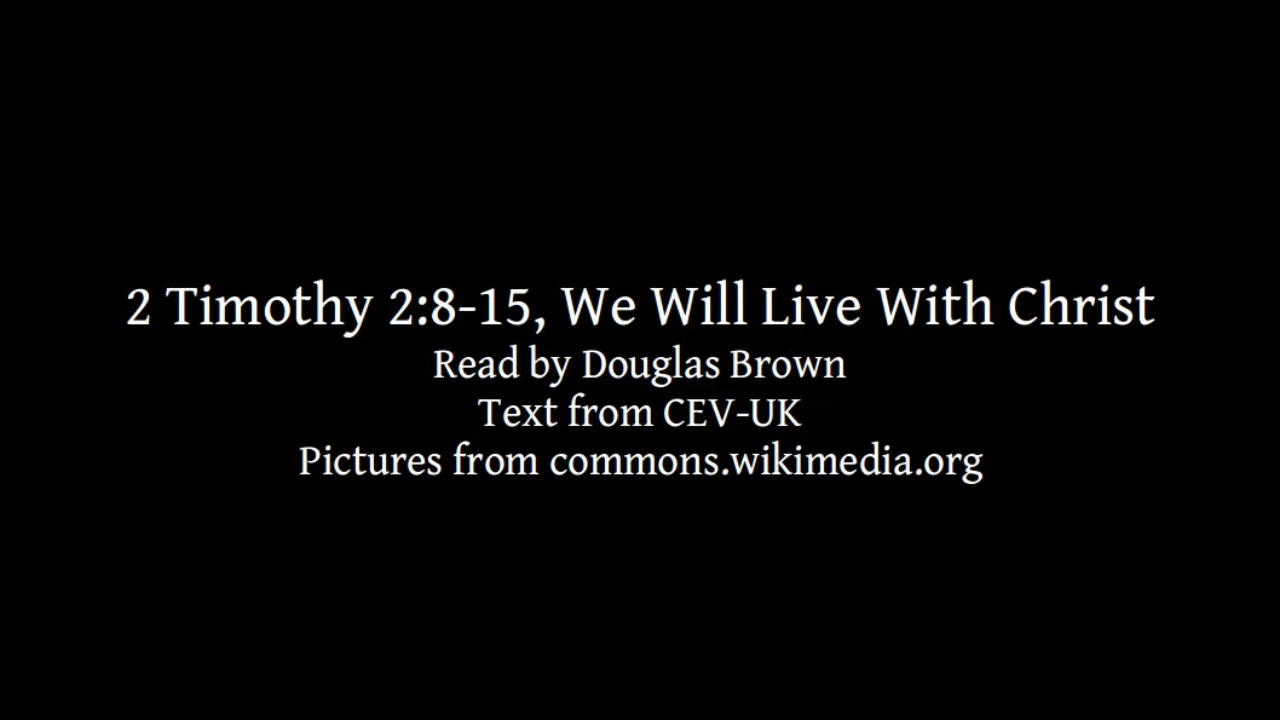 2 Timothy 2:8-15, We Will Live With Christ
Read by Douglas Brown
Text from CEV-UK
Pictures from commons.wikimedia.org